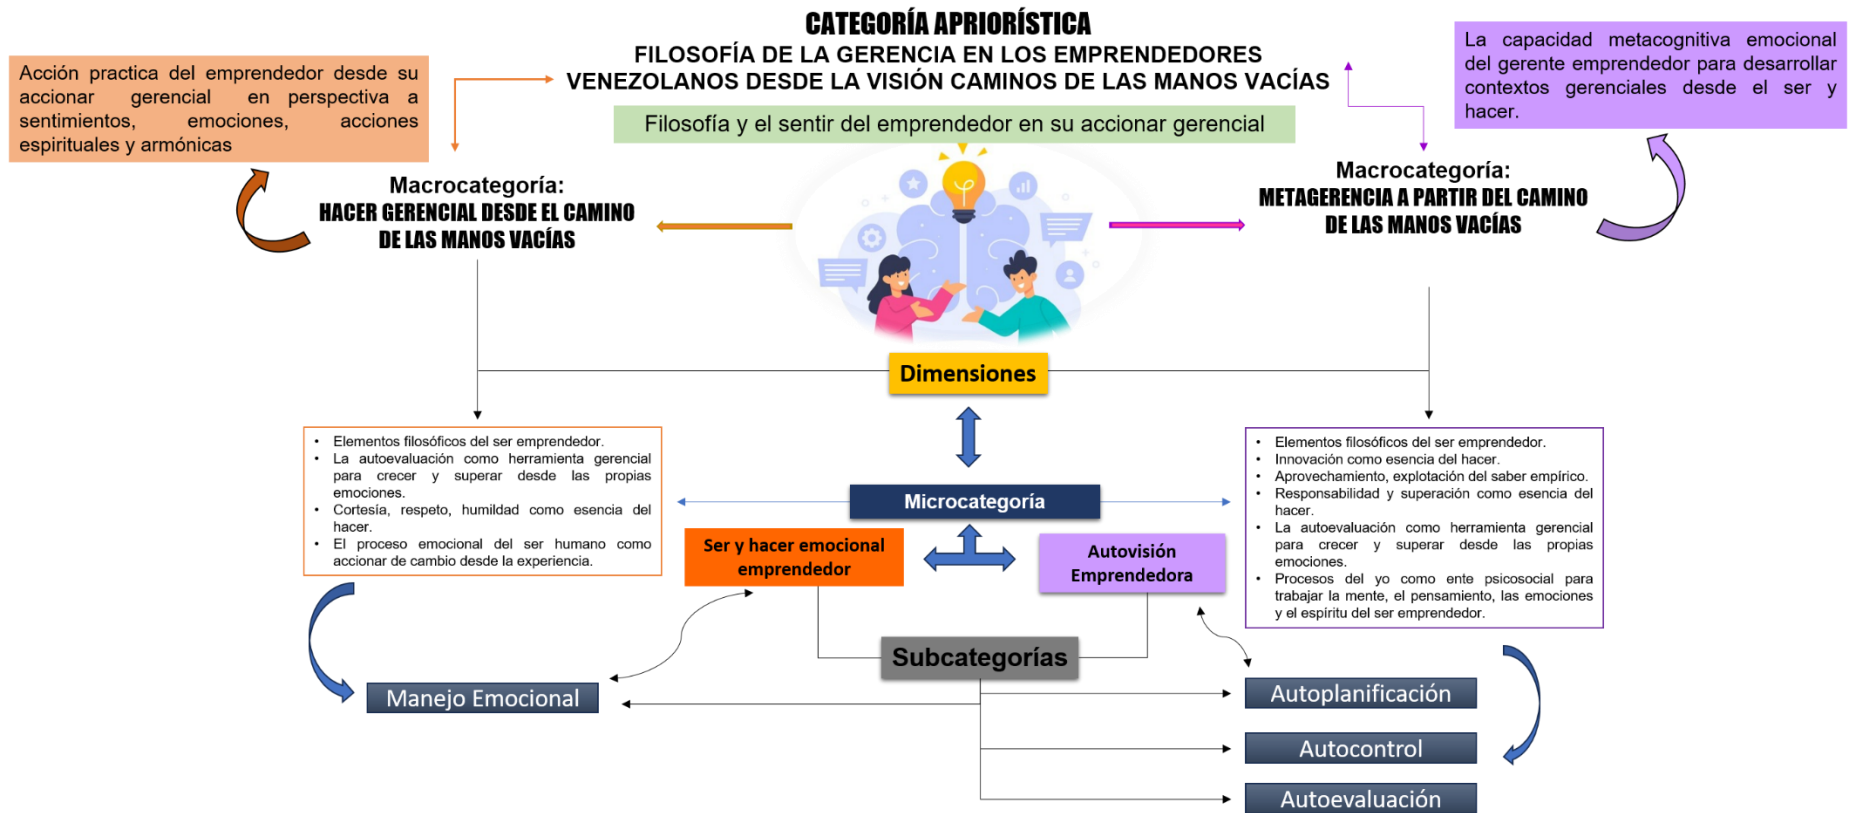 CATEGORÍA APRIORÍSTICA
FILOSOFÍA DE LA GERENCIA EN LOS EMPRENDEDORES
VENEZOLANOS DESDE LA VISIÓN CAMINOS DE LAS MANOS VACÍAS
Filosofía y el sentir del emprendedor en su accionar gerencial
Acción practica del emprendedor desde su
accionar gerencial en perspectiva a
sentimientos, emociones, acciones
espirituales y armónicas
La capacidad metacognitiva emocional
del gerente emprendedor para desarrollar
contextos gerenciales desde el ser y
hacer.
Macrocategoría:
HACER GERENCIAL DESDE EL CAMINO
DE LAS MANOS VACÍAS
Macrocategoría:
METAGERENCIA A PARTIR DEL CAMINO
DE LAS MANOS VACÍAS
Dimensiones
• Elementos filosóficos del ser emprendedor.
• La autoevaluación como herramienta gerencial
para crecer y superar desde las propias
emociones.
• Cortesía, respeto, humildad como esencia del
hacer.
• El proceso emocional del ser humano como
accionar de cambio desde la experiencia.
• Elementos filosóficos del ser emprendedor.
• Innovación como esencia del hacer.
• Aprovechamiento, explotación del saber empírico.
• Responsabilidad y superación como esencia del
hacer.
• La autoevaluación como herramienta gerencial
para crecer y superar desde las propias
emociones.
• Procesos del yo como ente psicosocial para
trabajar la mente, el pensamiento, las emociones
y el espíritu del ser emprendedor.
Microcategoría
Ser y hacer emocional
emprendedor
Autovisión
Emprendedora
Subcategorías
Manejo Emocional
Autoplanificación
Autocontrol
Autoevaluación